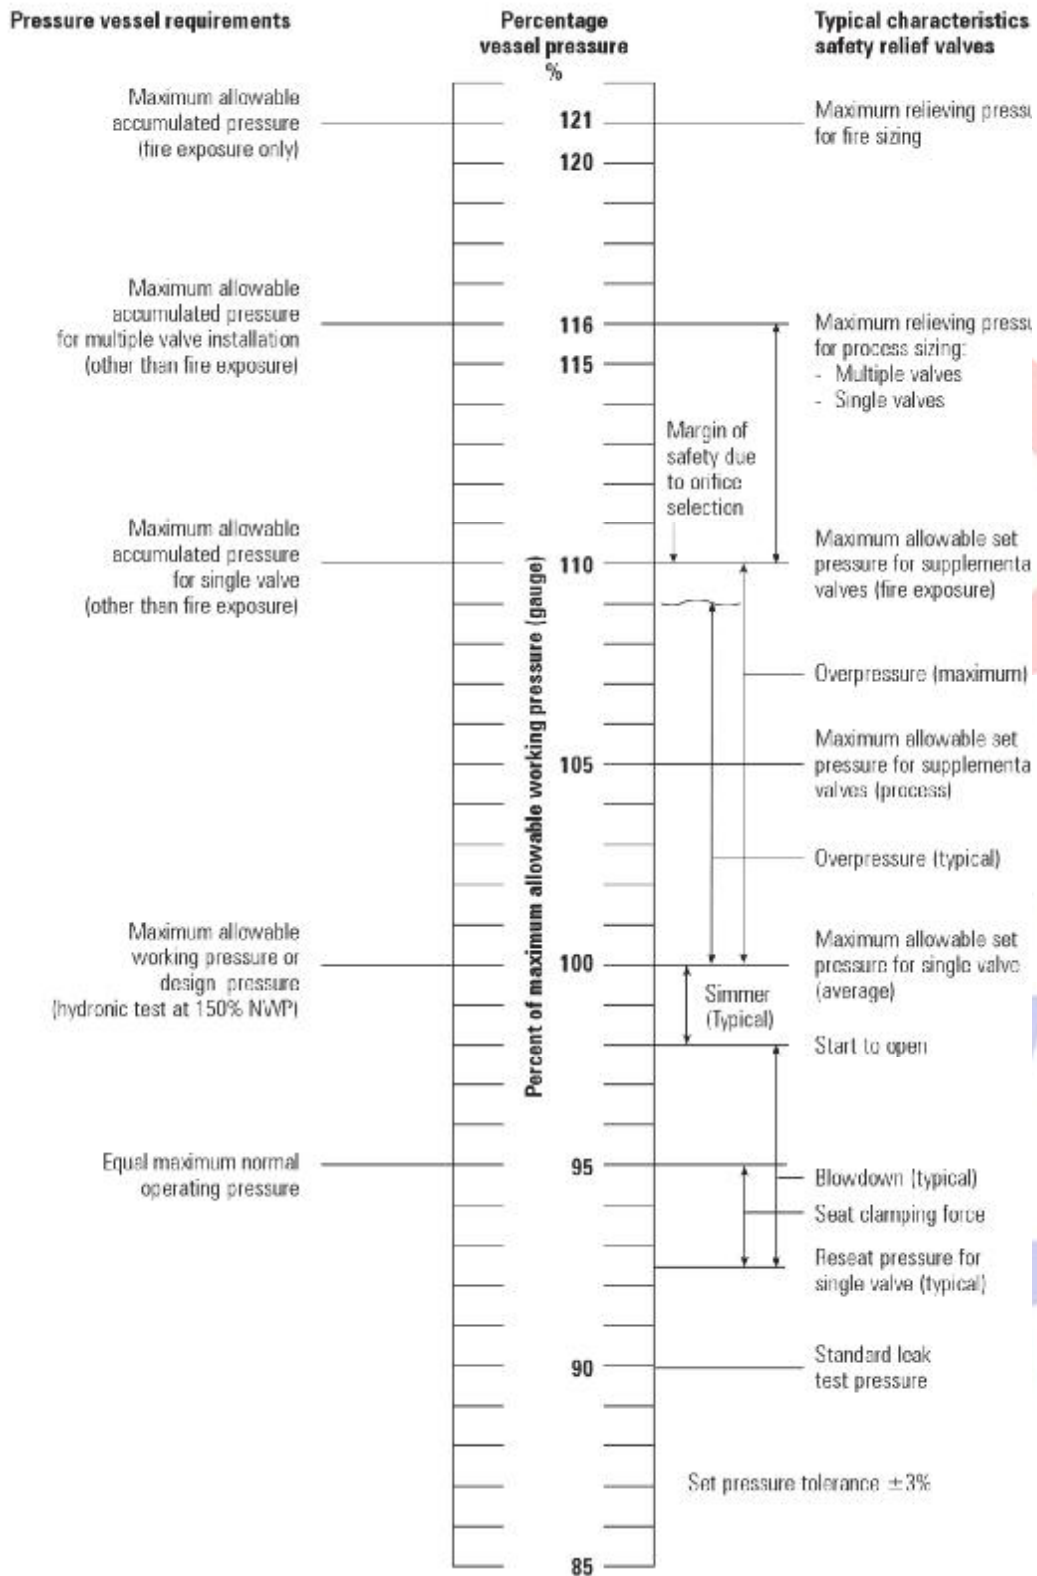 Pressure vessel requirements
Percentage
vessel pressure
%
Typical characteristics
safety relief valves
Maximum allowable
accumulated pressure
(fire exposure only)
Maximum allowable
accumulated pressure
for multiple valve installation
(other than fire exposure)
Maximum allowable
accumulated pressure
for single valve
(other than fire exposure)
Maximum allowable
working pressure or
design pressure
(hydronic test at 150% NWP)
Equal maximum normal
operating pressure
Percent of maximum allowable working pressure (gauge)
121
120
116
115
110
105
100
95
90
85
Margin of
safety due
to orifice
selection
Simmer
(Typical)
Maximum relieving pressu
for fire sizing
Maximum relieving pressu
for process sizing:
- Multiple valves
- Single valves
Maximum allowable set
pressure for supplementa
valves (fire exposure)
Overpressure (maximum)
Maximum allowable set
pressure for supplementa
valves (process)
Overpressure (typical)
Maximum allowable set
pressure for single valve
(average)
Start to open
Blowdown (typical)
Seat clamping force
Reseat pressure for
single valve (typical)
Standard leak
test pressure
Set pressure tolerance ±3%